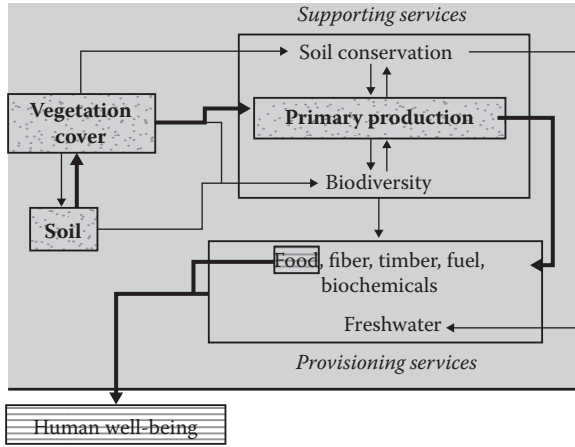 Supporting services
Soil conservation
Vegetation
cover
Primary production
Biodiversity
Soil
Food, fiber, timber, fuel,
biochemicals
Freshwater
Provisioning services
Human well-being